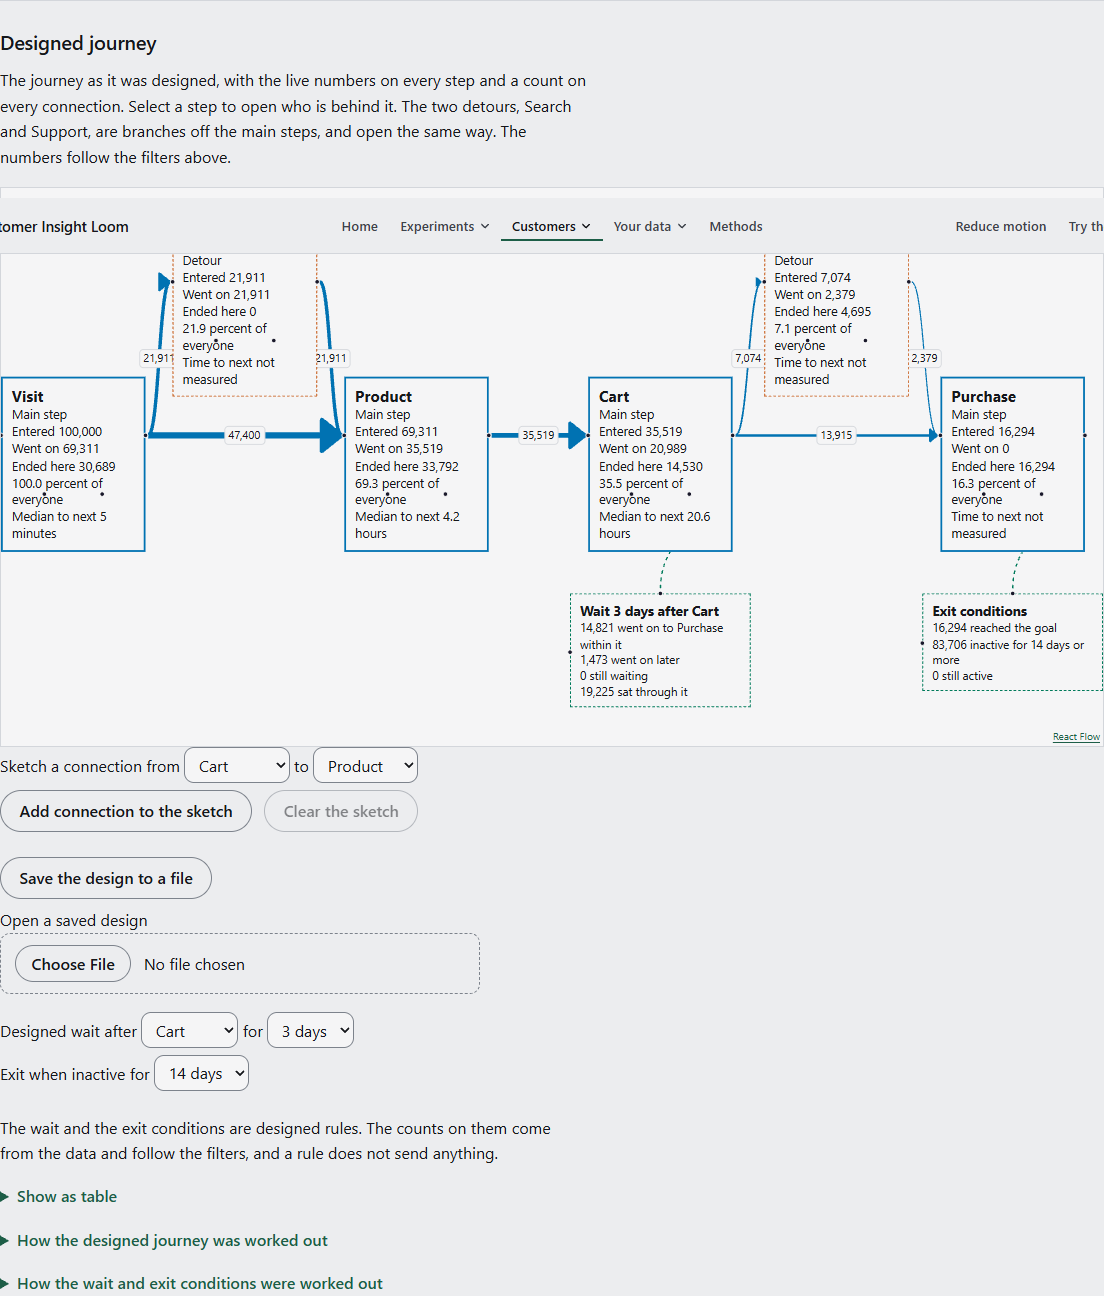 Designed journey
The journey as it was designed, with the live numbers on every step and a count on
every connection. Select a step to open who is behind it. The two detours, Search
and Support, are branches off the main steps, and open the same way. The
numbers follow the filters above.
tomer Insight Loom
Home
Experiments
Customers
Your data
Methods
Reduce motion
Try th
Detour
Entered 21,911
Went on 21,911
Ended here 0
21.9 percent of
everyone
Time to next not
measured
Detour
Entered 7,074
Went on 2,379
Ended here 4,695
7.1 percent of
everyone
Time to next not
measured
21,911
21,911
7,074
2,379
Visit
Main step
Entered 100,000
Went on 69,311
Ended here 30,689
100.0 percent of
everyone
Median to next 5
minutes
47,400
Product
Main step
Entered 69,311
Went on 35,519
Ended here 33,792
69.3 percent of
everyone
Median to next 4.2
hours
35,519
Cart
Main step
Entered 35,519
Went on 20,989
Ended here 14,530
35.5 percent of
everyone
Median to next 20.6
hours
13,915
Purchase
Main step
Entered 16,294
Went on 0
Ended here 16,294
16.3 percent of
everyone
Time to next not
measured
Wait 3 days after Cart
14,821 went on to Purchase
within it
1,473 went on later
0 still waiting
19,225 sat through it
Exit conditions
16,294 reached the goal
83,706 inactive for 14 days or
more
0 still active
React Flow
Sketch a connection from Cart to Product
Add connection to the sketch
Clear the sketch
Save the design to a file
Open a saved design
Choose File No file chosen
Designed wait after Cart for 3 days
Exit when inactive for 14 days
The wait and the exit conditions are designed rules. The counts on them come
from the data and follow the filters, and a rule does not send anything.
Show as table
How the designed journey was worked out
How the wait and exit conditions were worked out